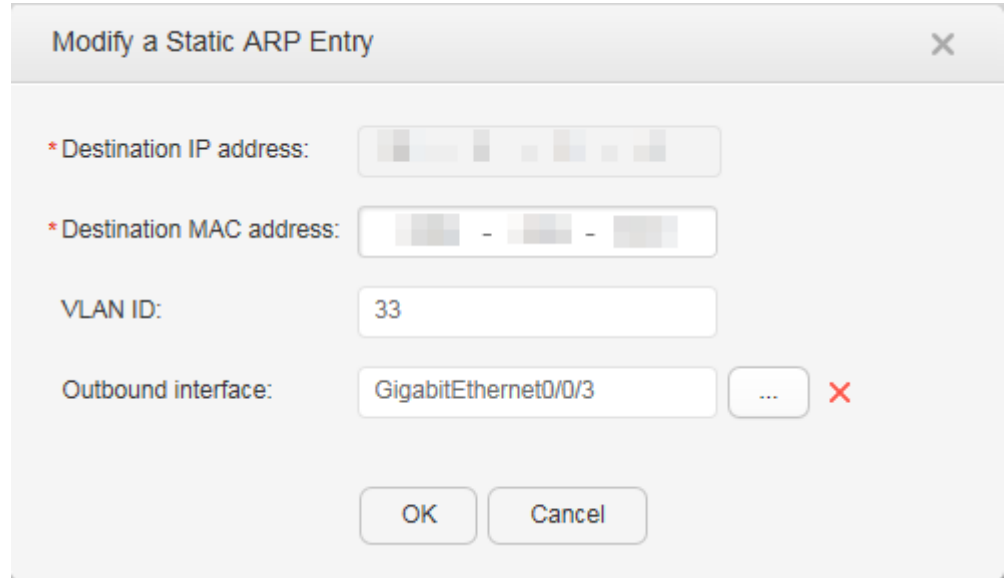 Modify a Static ARP Entry
* Destination IP address:
* Destination MAC address: - -
VLAN ID: 33
Outbound interface: GigabitEthernet0/0/3 ...
OK Cancel